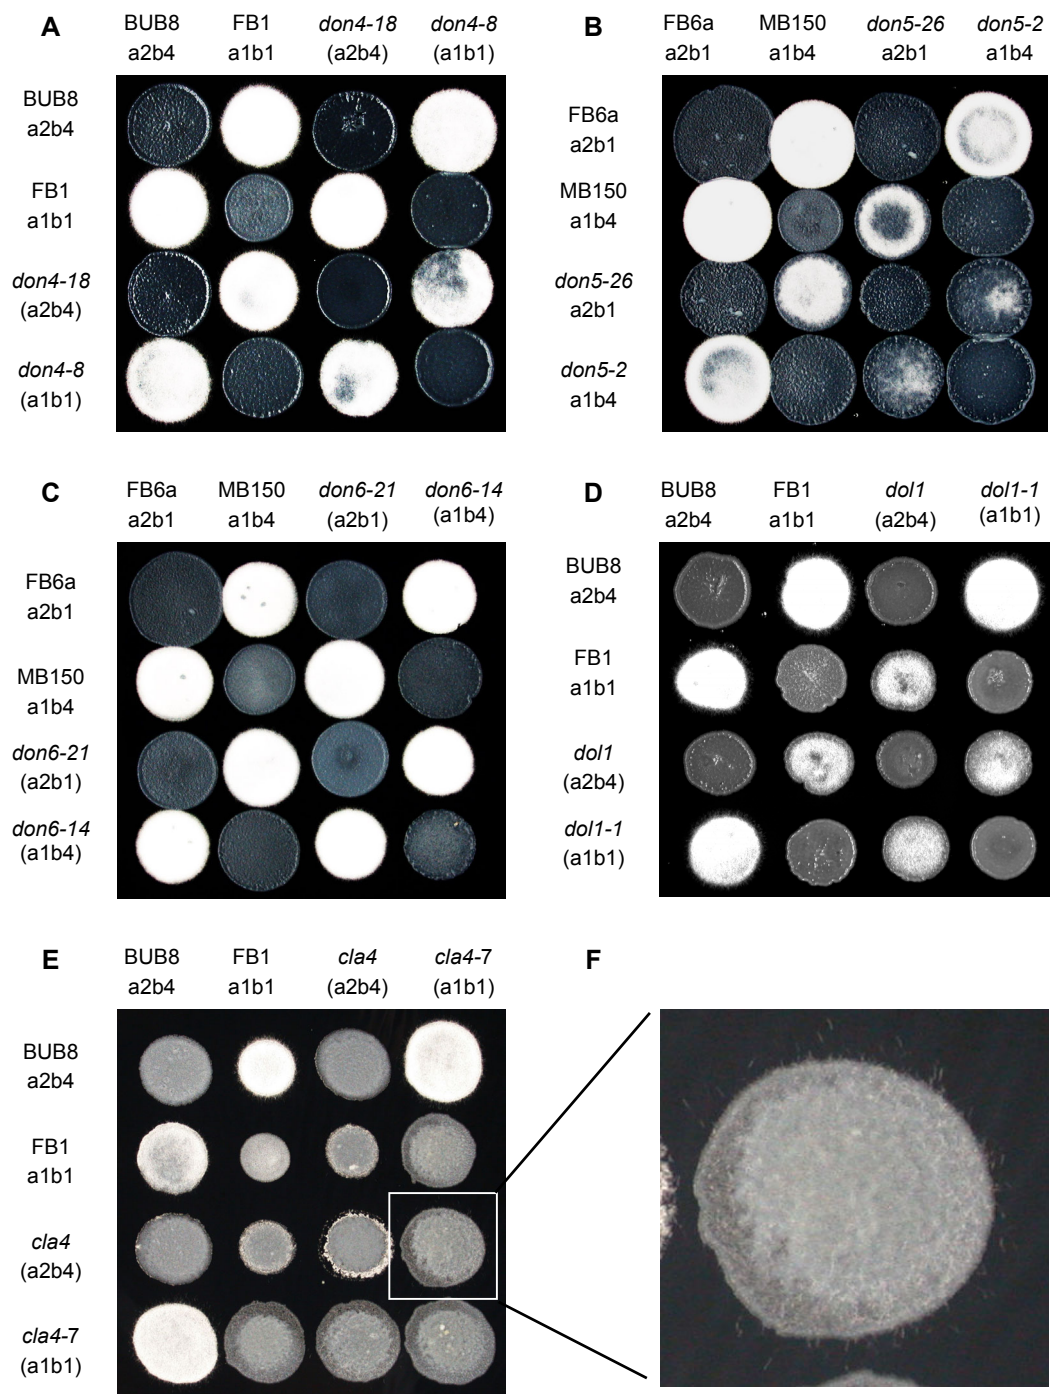 A
BUB8 FB1 don4-18 don4-8
a2b4 a1b1 (a2b4) (a1b1)
BUB8
a2b4
FB1
a1b1
don4-18
(a2b4)
don4-8
(a1b1)
B
FB6a MB150 don5-26 don5-2
a2b1 a1b4 a2b1 a1b4
FB6a
a2b1
MB150
a1b4
don5-26
a2b1
don5-2
a1b4
C
FB6a MB150 don6-21 don6-14
a2b1 a1b4 (a2b1) (a1b4)
FB6a
a2b1
MB150
a1b4
don6-21
(a2b1)
don6-14
(a1b4)
D
BUB8 FB1 dol1 dol1-1
a2b4 a1b1 (a2b4) (a1b1)
BUB8
a2b4
FB1
a1b1
dol1
(a2b4)
dol1-1
(a1b1)
E
BUB8 FB1 cla4 cla4-7
a2b4 a1b1 (a2b4) (a1b1)
BUB8
a2b4
FB1
a1b1
cla4
(a2b4)
cla4-7
(a1b1)
F